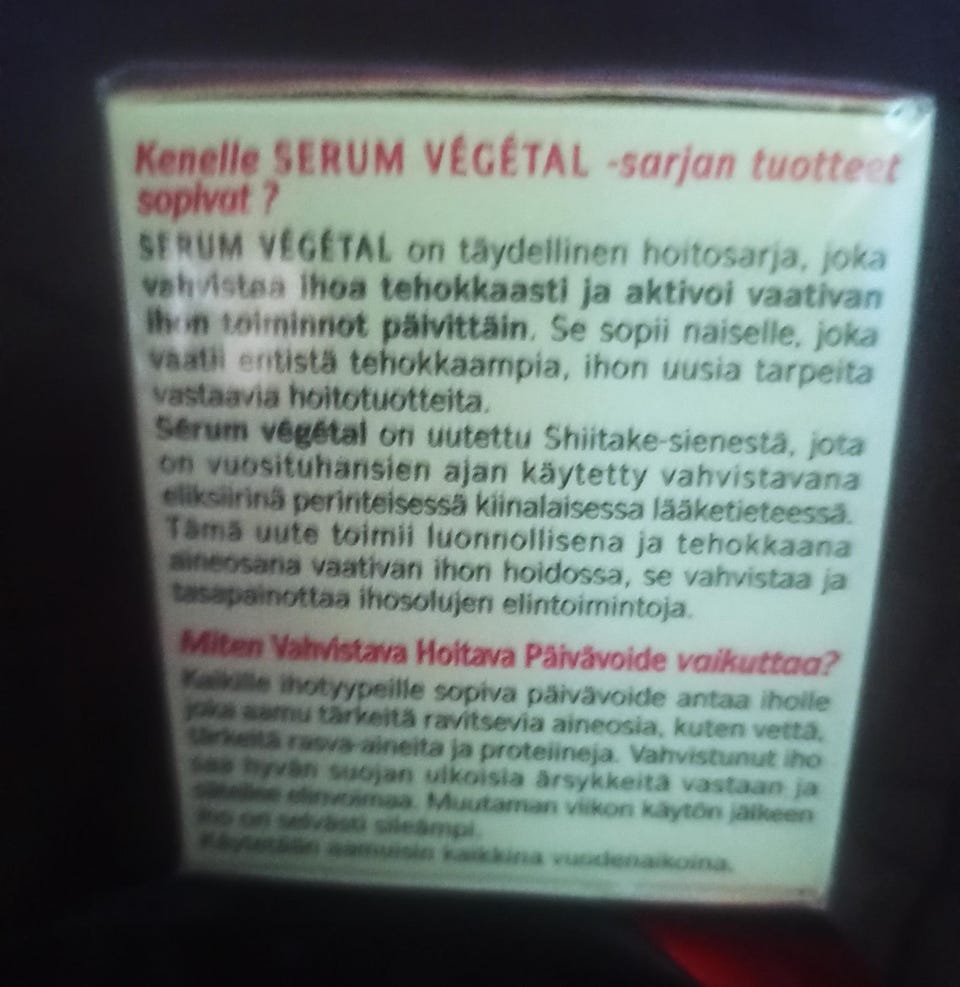 Kenelle SERUM VÉGÉTAL -sarjan tuotteet
sopivat ?
SERUM VÉGÉTAL on täydellinen hoitosarja, joka
vahvistaa ihoa tehokkaasti ja aktivoi vaativan
ihon toiminnot päivittäin. Se sopii naiselle, joka
vaatii entistä tehokkaampia, ihon uusia tarpeita
vastaavia hoitotuotteita.
Sérum végétal on uutettu Shiitake-sienestä, jota
on vuosituhansien ajan käytetty vahvistavana
eliksiirinä perinteisessä kiinalaisessa lääketieteessä.
Tämä uute toimii luonnollisena ja tehokkaana
aineosana vaativan ihon hoidossa, se vahvistaa ja
tasapainottaa ihosolujen elintoimintoja.
Miten Vahvistava Hoitava Päivävoide vaikuttaa?
Kaikille ihotyypeille sopiva päivävoide antaa iholle
joka aamu tärkeitä ravitsevia aineosia, kuten vettä,
tärkeitä rasva-aineita ja proteiineja. Vahvistunut iho
saa hyvän suojan ulkoisia ärsykkeitä vastaan ja
säteilee elinvoimaa. Muutaman viikon käytön jälkeen
iho on selvästi sileämpi.
Käytetään aamuisin kaikkina vuodenaikoina.